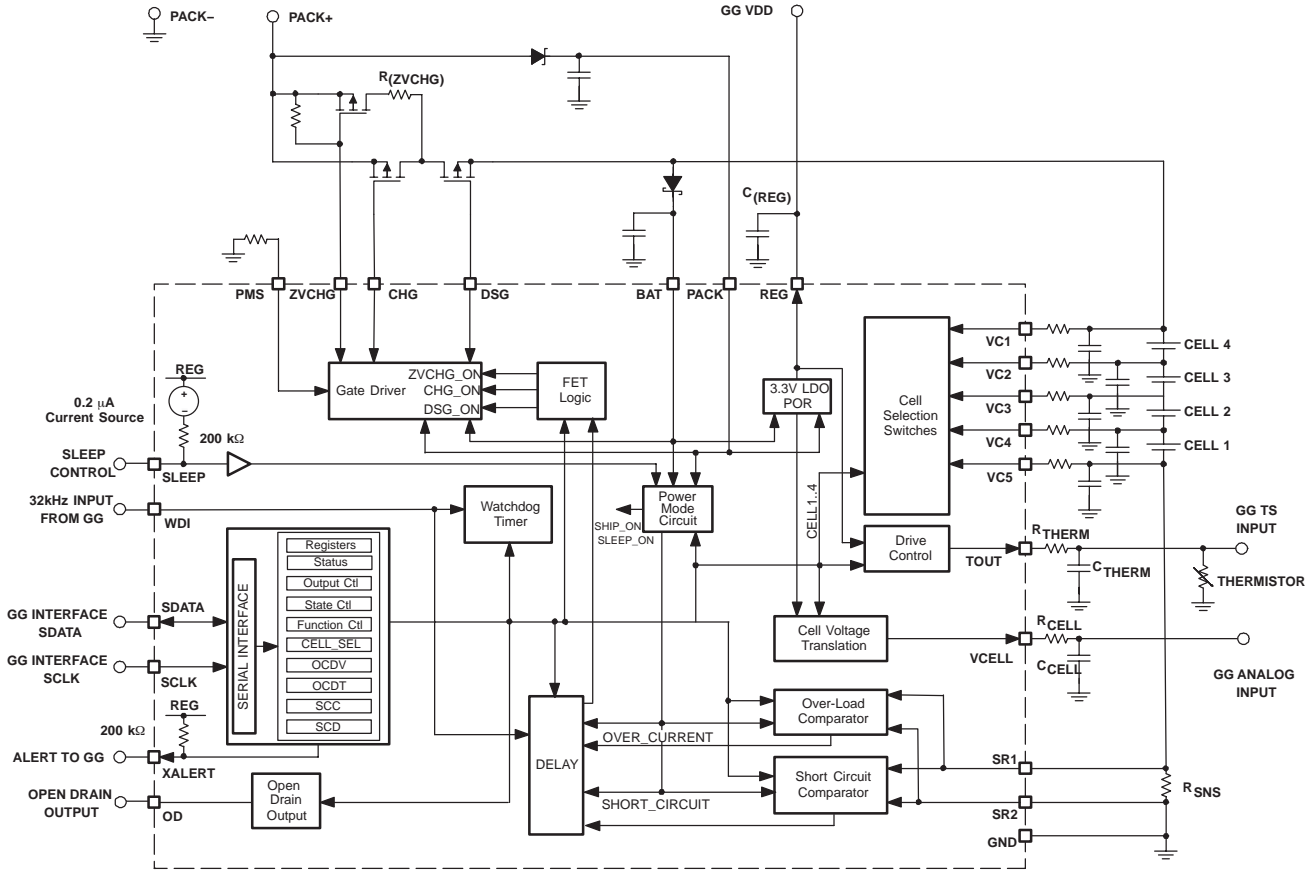 PACK−
PACK+
GG VDD
R(ZVCHG)
C(REG)
PMS
ZVCHG
CHG
DSG
BAT
PACK
REG
REG
0.2 μA
Current Source
200 kΩ
SLEEP
CONTROL
SLEEP
32kHz INPUT
FROM GG
WDI
Gate Driver
ZVCHG_ON
CHG_ON
DSG_ON
FET
Logic
3.3V LDO
POR
Cell
Selection
Switches
VC1
VC2
VC3
VC4
VC5
CELL 4
CELL 3
CELL 2
CELL 1
Watchdog
Timer
Power
Mode
Circuit
SHIP_ON
SLEEP_ON
CELL1..4
Drive
Control
TOUT
RTHERM
CTHERM
GG TS
INPUT
THERMISTOR
Cell Voltage
Translation
VCELL
RCELL
CCELL
GG ANALOG
INPUT
GG INTERFACE
SDATA
SDATA
GG INTERFACE
SCLK
SCLK
SERIAL INTERFACE
Registers
Status
Output Ctl
State Ctl
Function Ctl
CELL_SEL
OCDV
OCDT
SCC
SCD
REG
200 kΩ
ALERT TO GG
XALERT
OPEN DRAIN
OUTPUT
OD
Open
Drain
Output
DELAY
OVER_CURRENT
SHORT_CIRCUIT
Over-Load
Comparator
Short Circuit
Comparator
SR1
SR2
GND
RSNS